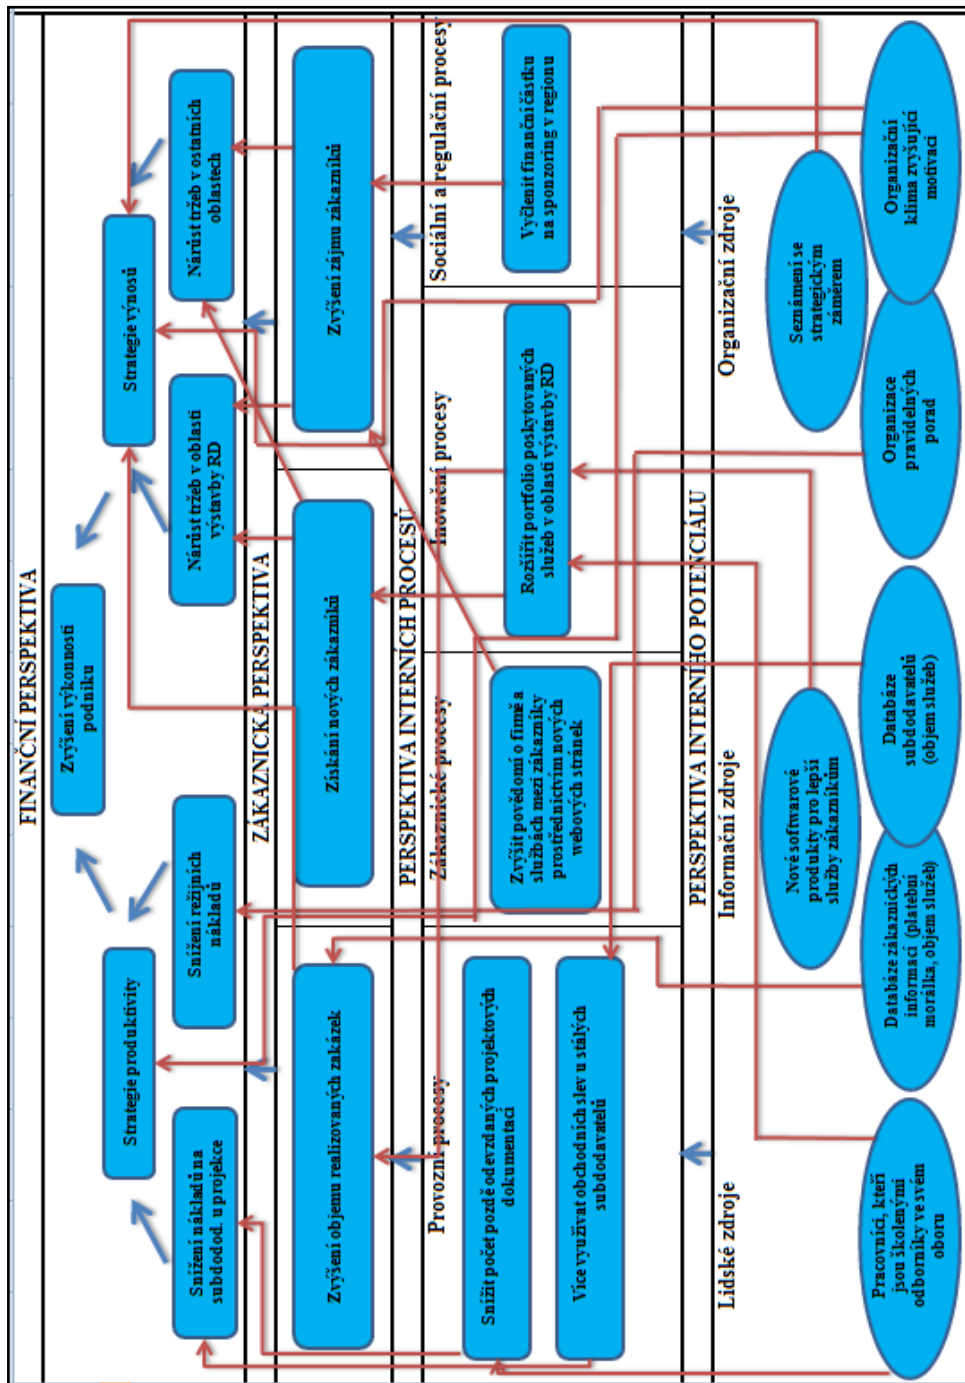 FINANČNÍ PERSPEKTIVA
Zvýšení výkonnosti
podniku
Strategie produktivity
Strategie výnosů
Snížení nákladů na
subdodod. u projekce
Snížení režijních
nákladů
Nárůst tržeb v oblasti
výstavby RD
Nárůst tržeb v ostatních
oblastech
ZÁKAZNICKÁ PERSPEKTIVA
Zvýšení objemu realizovaných zakázek
Získání nových zákazníků
Zvýšení zájmu zákazníků
PERSPEKTIVA INTERNÍCH PROCESŮ
Provozní procesy
Zákaznické procesy
Inovační procesy
Sociální a regulační procesy
Snížit počet pozdě odevzdaných projektových
dokumentací
Více využívat obchodních slev u stálých
subdodavatelů
Zvýšit povědomí o firmě a
službách mezi zákazníky
prostřednictvím nových
webových stránek
Rozšířit portfolio poskytovaných
služeb v oblasti výstavby RD
Vyčlenit finanční částku
na sponzoring v regionu
PERSPEKTIVA INTERNÍHO POTENCIÁLU
Lidské zdroje
Informační zdroje
Organizační zdroje
Nové softwarové
produkty pro lepší
služby zákazníkům
Seznámení se
strategickým
záměrem
Pracovníci, kteří
jsou školenými
odborníky ve svém
oboru
Databáze zákaznických
informací (platební
morálka, objem služeb)
Databáze
subdodavatelů
(objem služeb)
Organizace
pravidelných
porad
Organizační
klima zvyšující
motivaci